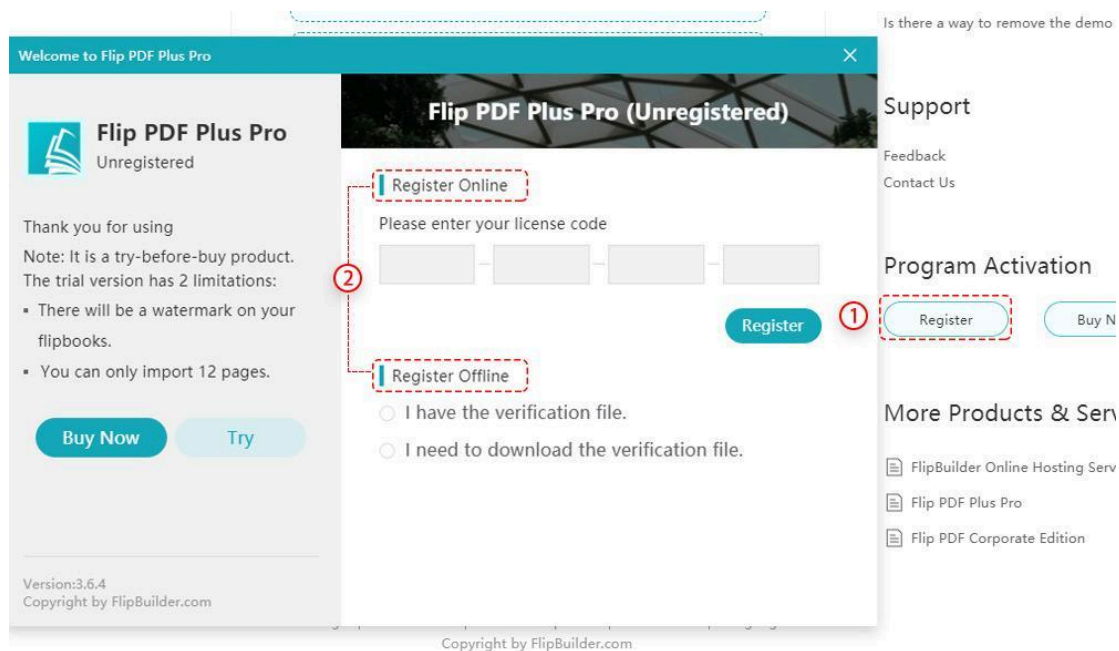 Is there a way to remove the demo
Welcome to Flip PDF Plus Pro
Flip PDF Plus Pro
Unregistered
Thank you for using
Note: It is a try-before-buy product.
The trial version has 2 limitations:
▪ There will be a watermark on your
flipbooks.
▪ You can only import 12 pages.
Buy Now
Try
Version:3.6.4
Copyright by FlipBuilder.com
Flip PDF Plus Pro (Unregistered)
Register Online
Please enter your license code
②
Register
Register Offline
I have the verification file.
I need to download the verification file.
Support
Feedback
Contact Us
Program Activation
①
Register
Buy N
More Products & Serv
FlipBuilder Online Hosting Serv
Flip PDF Plus Pro
Flip PDF Corporate Edition
Copyright by FlipBuilder.com